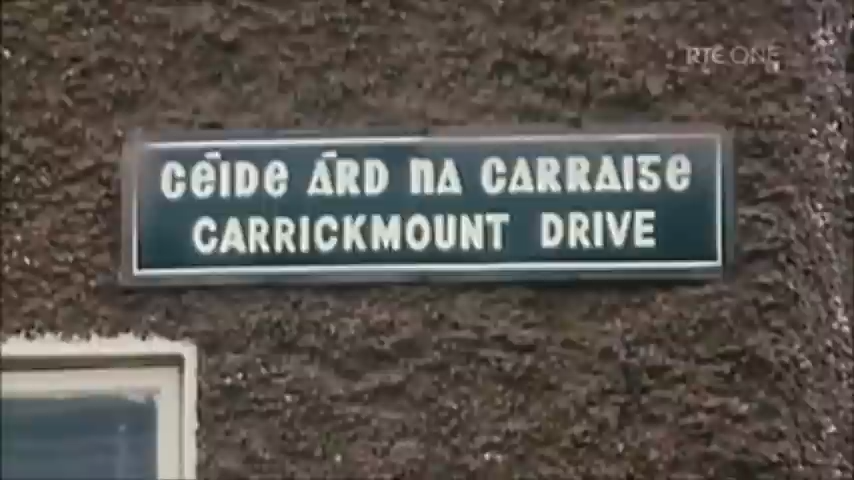 RTÉ ONE
CÉIDE ÁRD NA CARRAIGE
CARRICKMOUNT DRIVE